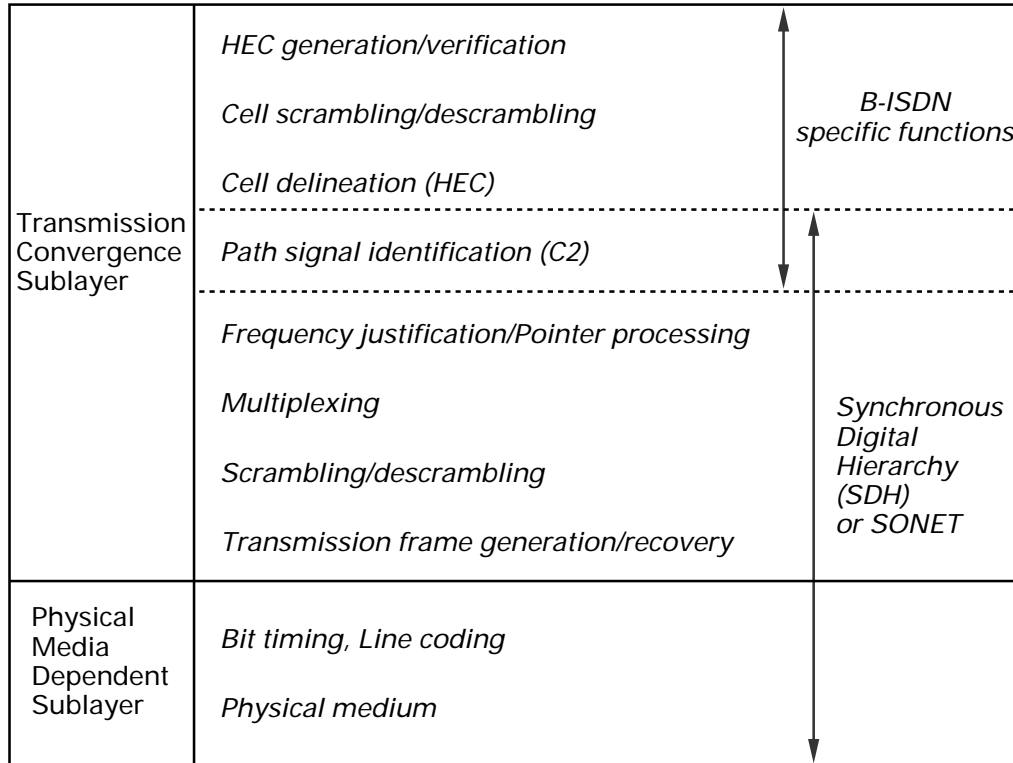 HEC generation/verification
Cell scrambling/descrambling
Cell delineation (HEC)
B-ISDN
specific functions
Transmission
Convergence
Sublayer
Path signal identification (C2)
Frequency justification/Pointer processing
Multiplexing
Scrambling/descrambling
Transmission frame generation/recovery
Synchronous
Digital
Hierarchy
(SDH)
or SONET
Physical
Media
Dependent
Sublayer
Bit timing, Line coding
Physical medium